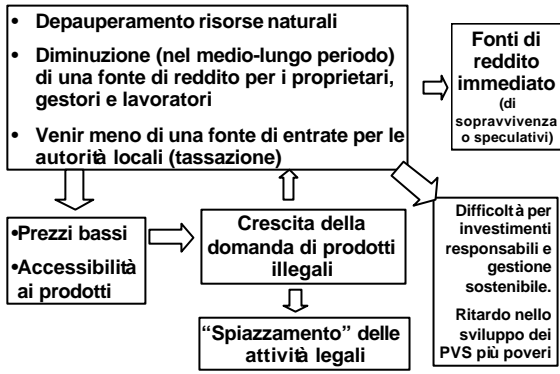 • Depauperamento risorse naturali
• Diminuzione (nel medio-lungo periodo)
di una fonte di reddito per i proprietari,
gestori e lavoratori
• Venir meno di una fonte di entrate per le
autorità locali (tassazione)
Fonti di
reddito
immediato
(di
sopravvivenza
o speculativi)
•Prezzi bassi
•Accessibilità
ai prodotti
Crescita della
domanda di prodotti
illegali
"Spiazzamento" delle
attività legali
Difficoltà per
investimenti
responsabili e
gestione
sostenibile.
Ritardo nello
sviluppo dei
PVS più poveri